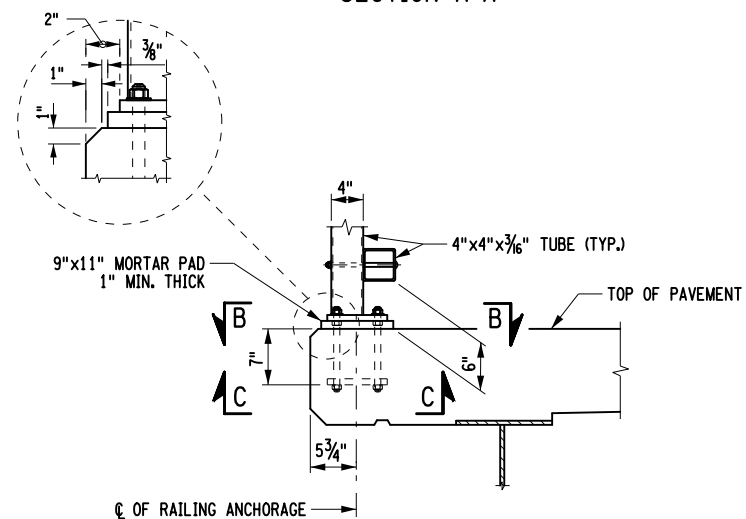 2"
3/8"
1"
1"
4"
4"x4"x3/16" TUBE (TYP.)
9"x11" MORTAR PAD
1" MIN. THICK
TOP OF PAVEMENT
B
B
7"
6"
C
C
5 3/4"
℄ OF RAILING ANCHORAGE